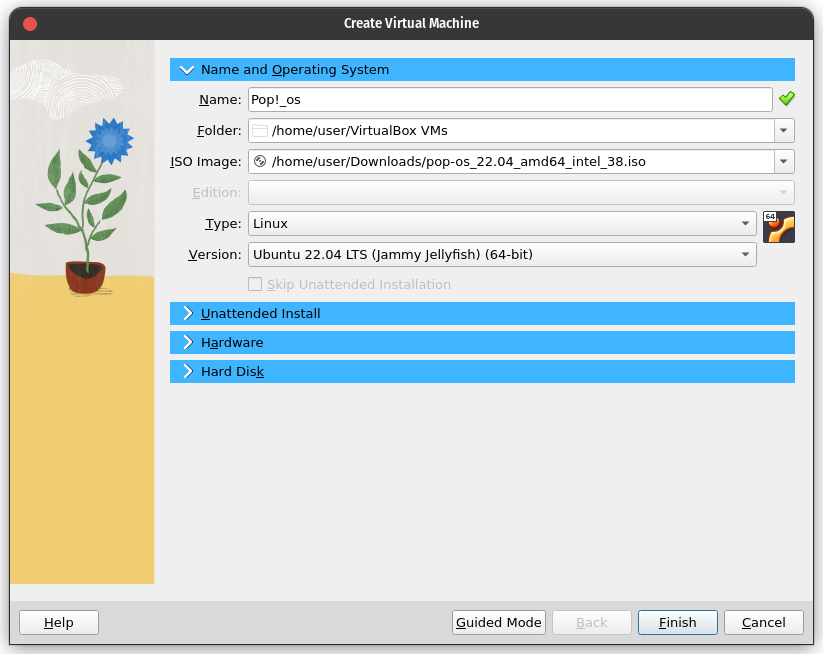 Create Virtual Machine
Name and Operating System
Name: Pop!_os
Folder: /home/user/VirtualBox VMs
ISO Image: /home/user/Downloads/pop-os_22.04_amd64_intel_38.iso
Edition:
Type: Linux 64
Version: Ubuntu 22.04 LTS (Jammy Jellyfish) (64-bit)
Skip Unattended Installation
Unattended Install
Hardware
Hard Disk
Help Guided Mode Back Finish Cancel